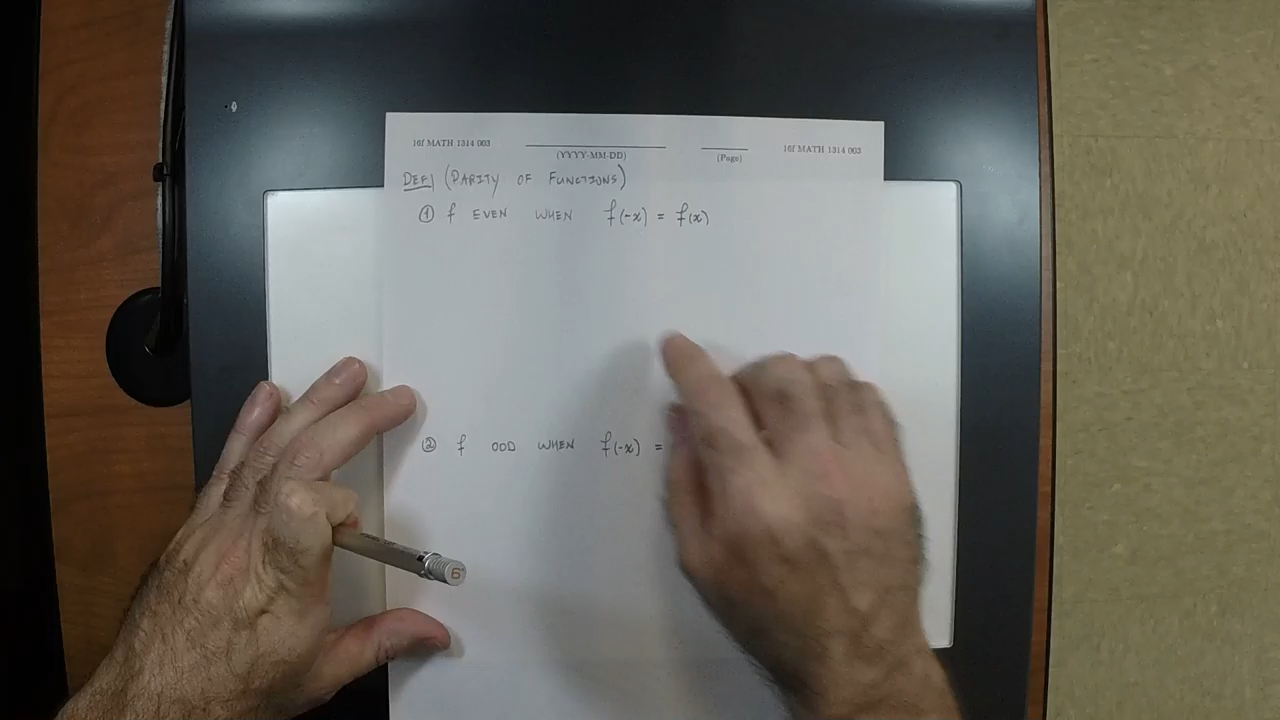 16f MATH 1314 003 (YYYY-MM-DD) (Page) 16f MATH 1314 003
DEF| (PARITY OF FUNCTIONS)
① f EVEN WHEN f(-x) = f(x)
② f ODD WHEN f(-x) =
6